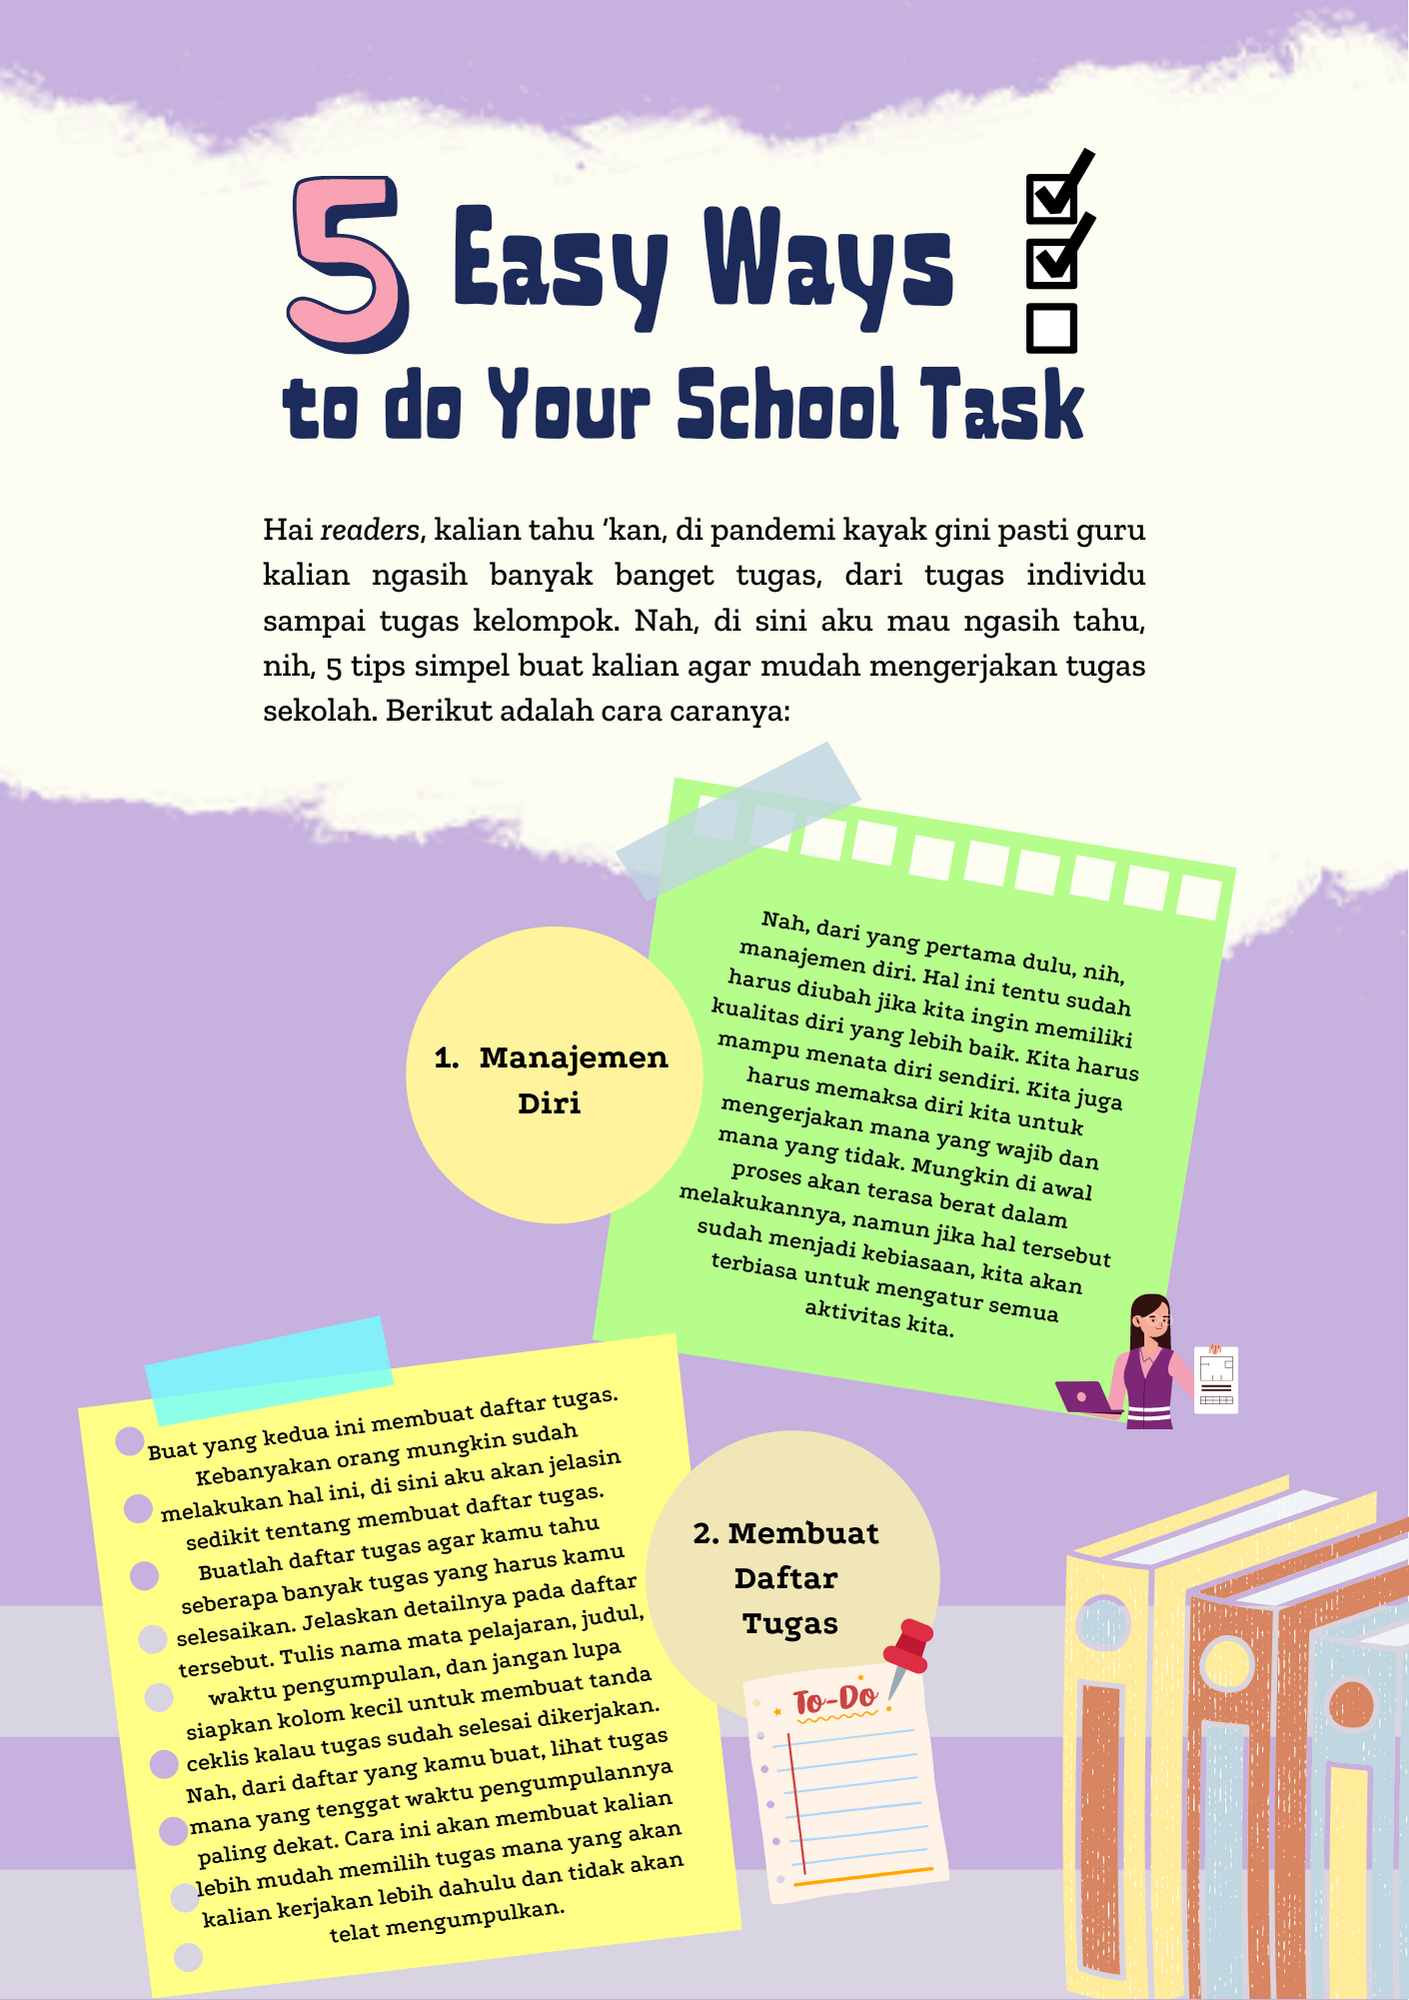 5 Easy Ways
to do Your School Task
Hai readers, kalian tahu ‘kan, di pandemi kayak gini pasti guru
kalian ngasih banyak banget tugas, dari tugas individu
sampai tugas kelompok. Nah, di sini aku mau ngasih tahu,
nih, 5 tips simpel buat kalian agar mudah mengerjakan tugas
sekolah. Berikut adalah cara caranya:
1. Manajemen
Diri
Nah, dari yang pertama dulu, nih,
manajemen diri. Hal ini tentu sudah
harus diubah jika kita ingin memiliki
kualitas diri yang lebih baik. Kita harus
mampu menata diri sendiri. Kita juga
harus memaksa diri kita untuk
mengerjakan mana yang wajib dan
mana yang tidak. Mungkin di awal
proses akan terasa berat dalam
melakukannya, namun jika hal tersebut
sudah menjadi kebiasaan, kita akan
terbiasa untuk mengatur semua
aktivitas kita.
2. Membuat
Daftar
Tugas
Buat yang kedua ini membuat daftar tugas.
Kebanyakan orang mungkin sudah
melakukan hal ini, di sini aku akan jelasin
sedikit tentang membuat daftar tugas.
Buatlah daftar tugas agar kamu tahu
seberapa banyak tugas yang harus kamu
selesaikan. Jelaskan detailnya pada daftar
tersebut. Tulis nama mata pelajaran, judul,
waktu pengumpulan, dan jangan lupa
siapkan kolom kecil untuk membuat tanda
ceklis kalau tugas sudah selesai dikerjakan.
Nah, dari daftar yang kamu buat, lihat tugas
mana yang tenggat waktu pengumpulannya
paling dekat. Cara ini akan membuat kalian
lebih mudah memilih tugas mana yang akan
kalian kerjakan lebih dahulu dan tidak akan
telat mengumpulkan.
To-Do